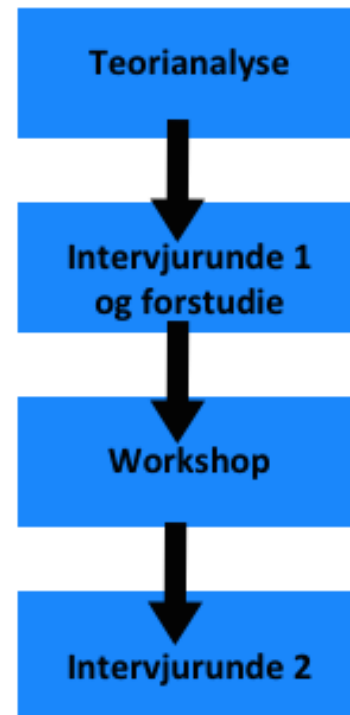 Teorianalyse
Intervjurunde 1
og forstudie
Workshop
Intervjurunde 2